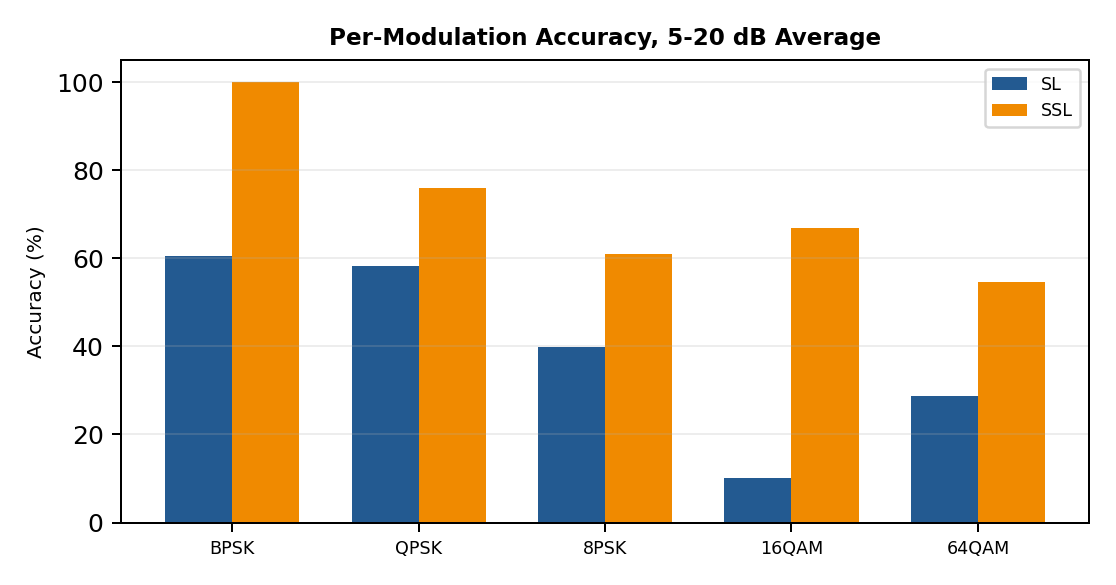 Per-Modulation Accuracy, 5-20 dB Average
SL
SSL
Accuracy (%)
100
80
60
40
20
0
BPSK
QPSK
8PSK
16QAM
64QAM